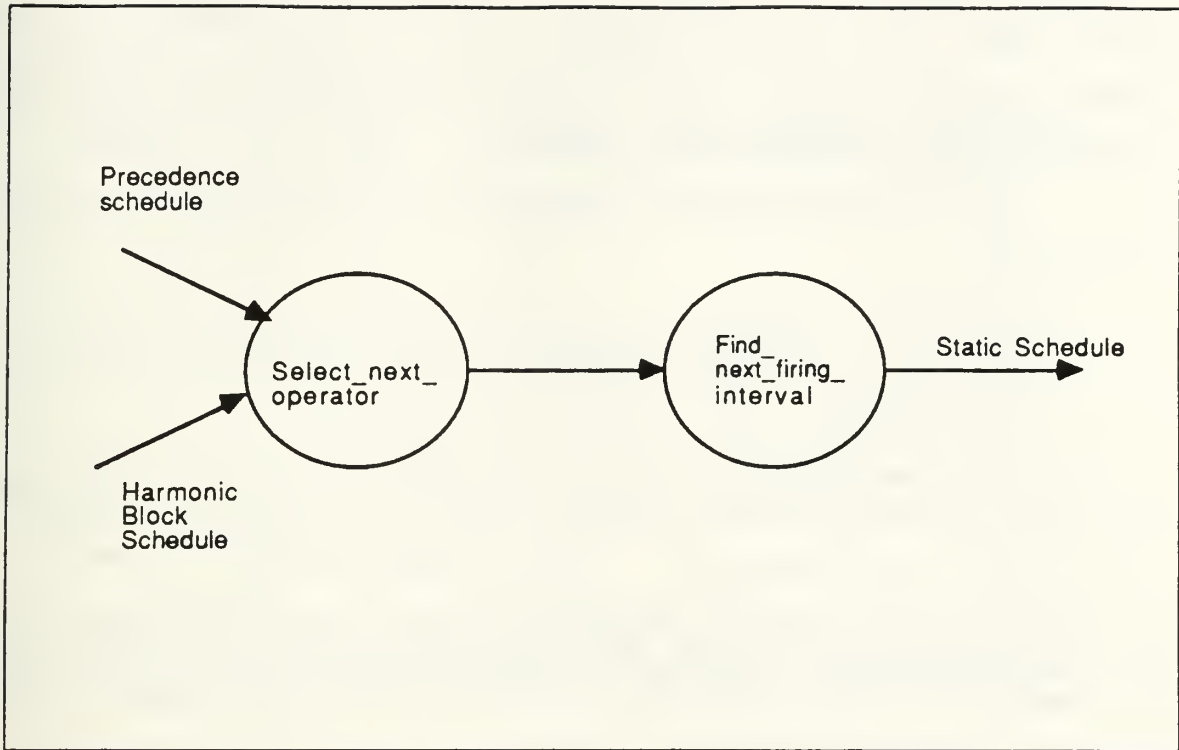 Precedence
schedule
Select_next_
operator
Find_
next_firing_
interval
Static Schedule
Harmonic
Block
Schedule